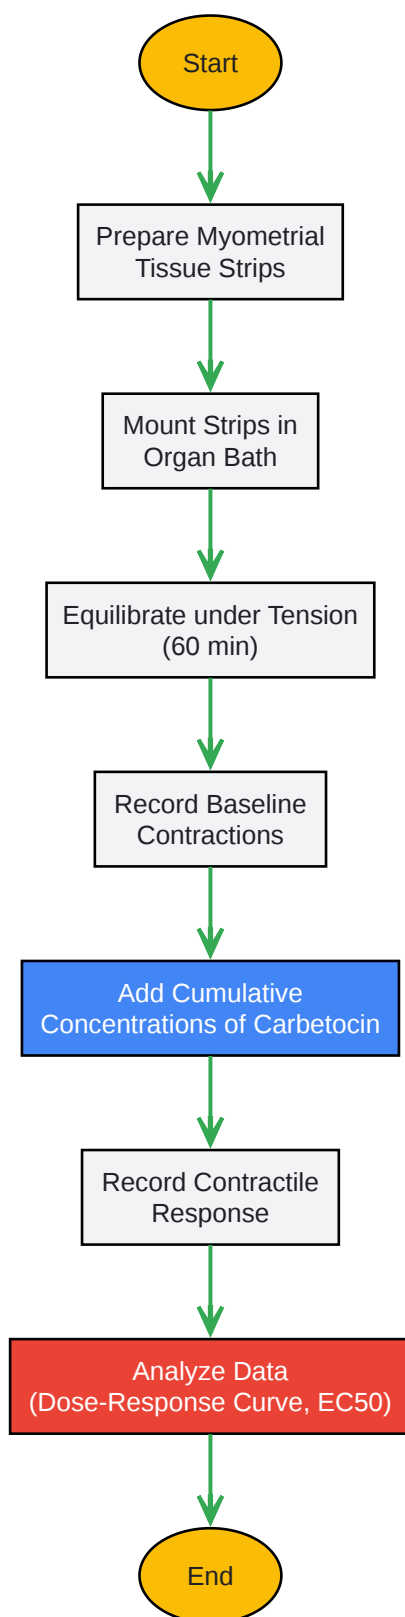 Start
Prepare Myometrial
Tissue Strips
Mount Strips in
Organ Bath
Equilibrate under Tension
(60 min)
Record Baseline
Contractions
Add Cumulative
Concentrations of Carbetocin
Record Contractile
Response
Analyze Data
(Dose-Response Curve, EC50)
End